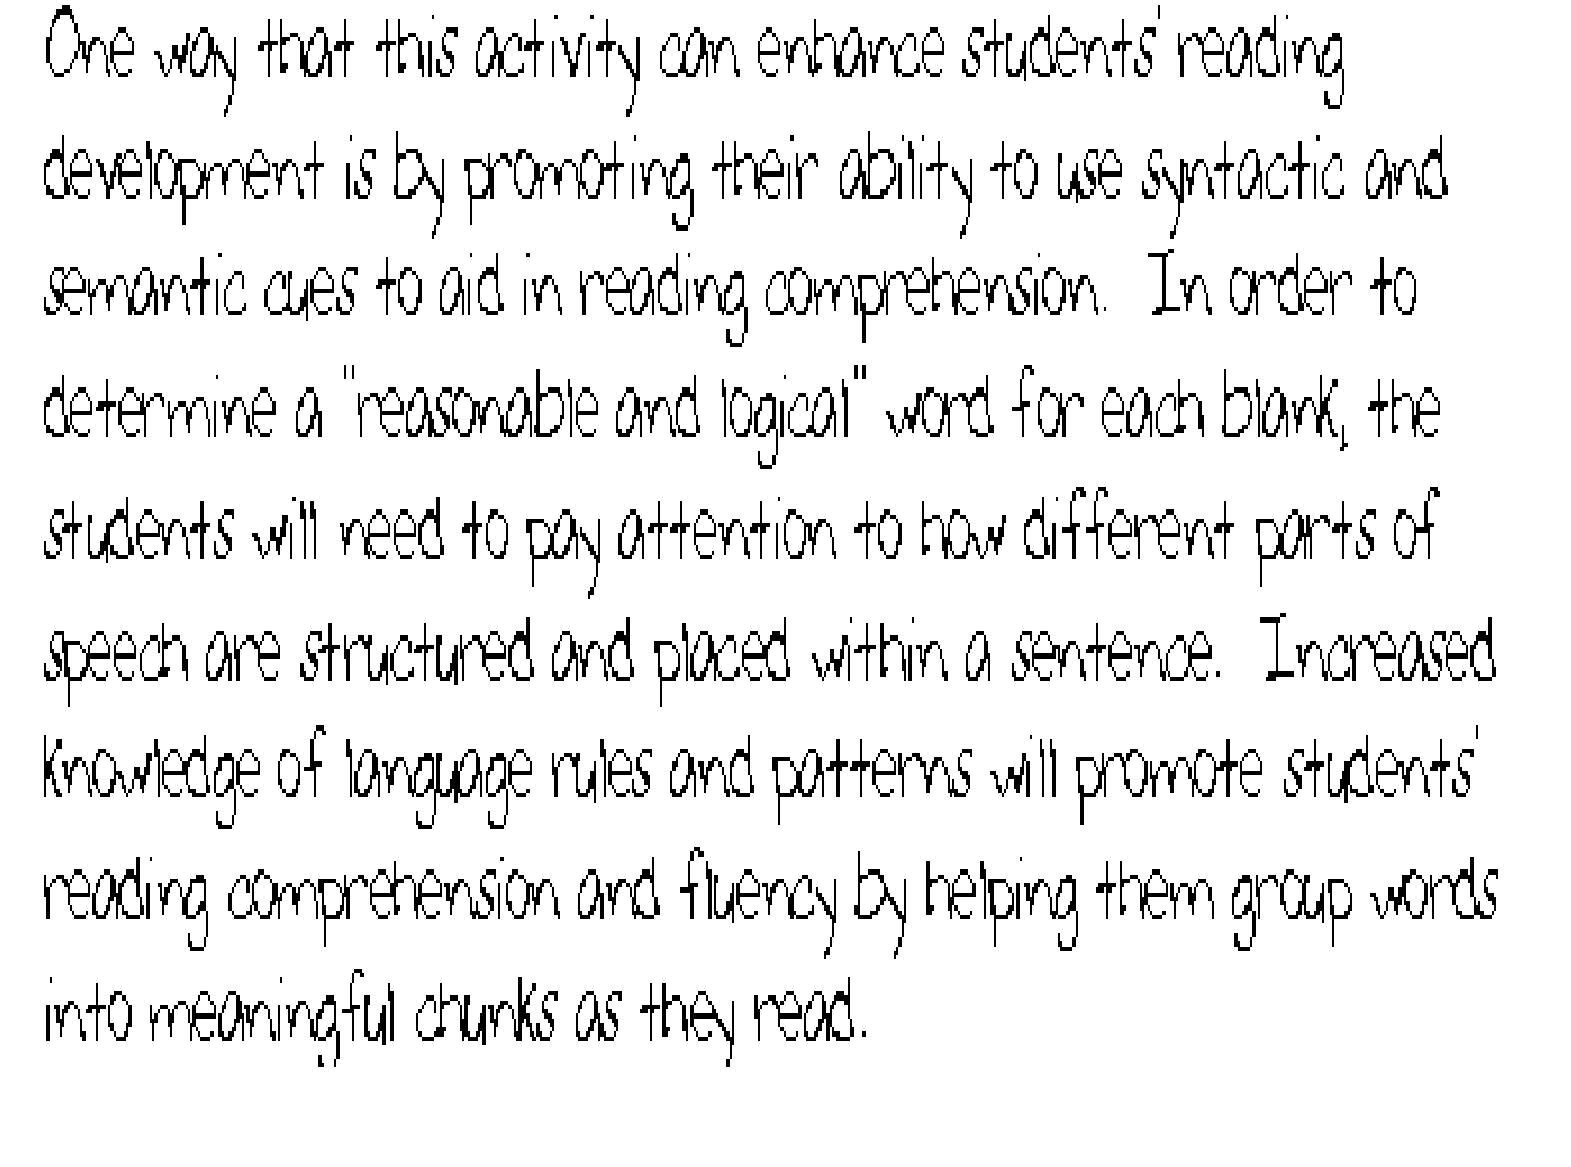 One way that this activity can enhance students' reading
development is by promoting their ability to use syntactic and
semantic cues to aid in reading comprehension.  In order to
determine a "reasonable and logical" word for each blank, the
students will need to pay attention to how different parts of
speech are structured and placed within a sentence.  Increased
knowledge of language rules and patterns will promote students'
reading comprehension and fluency by helping them group words
into meaningful chunks as they read.